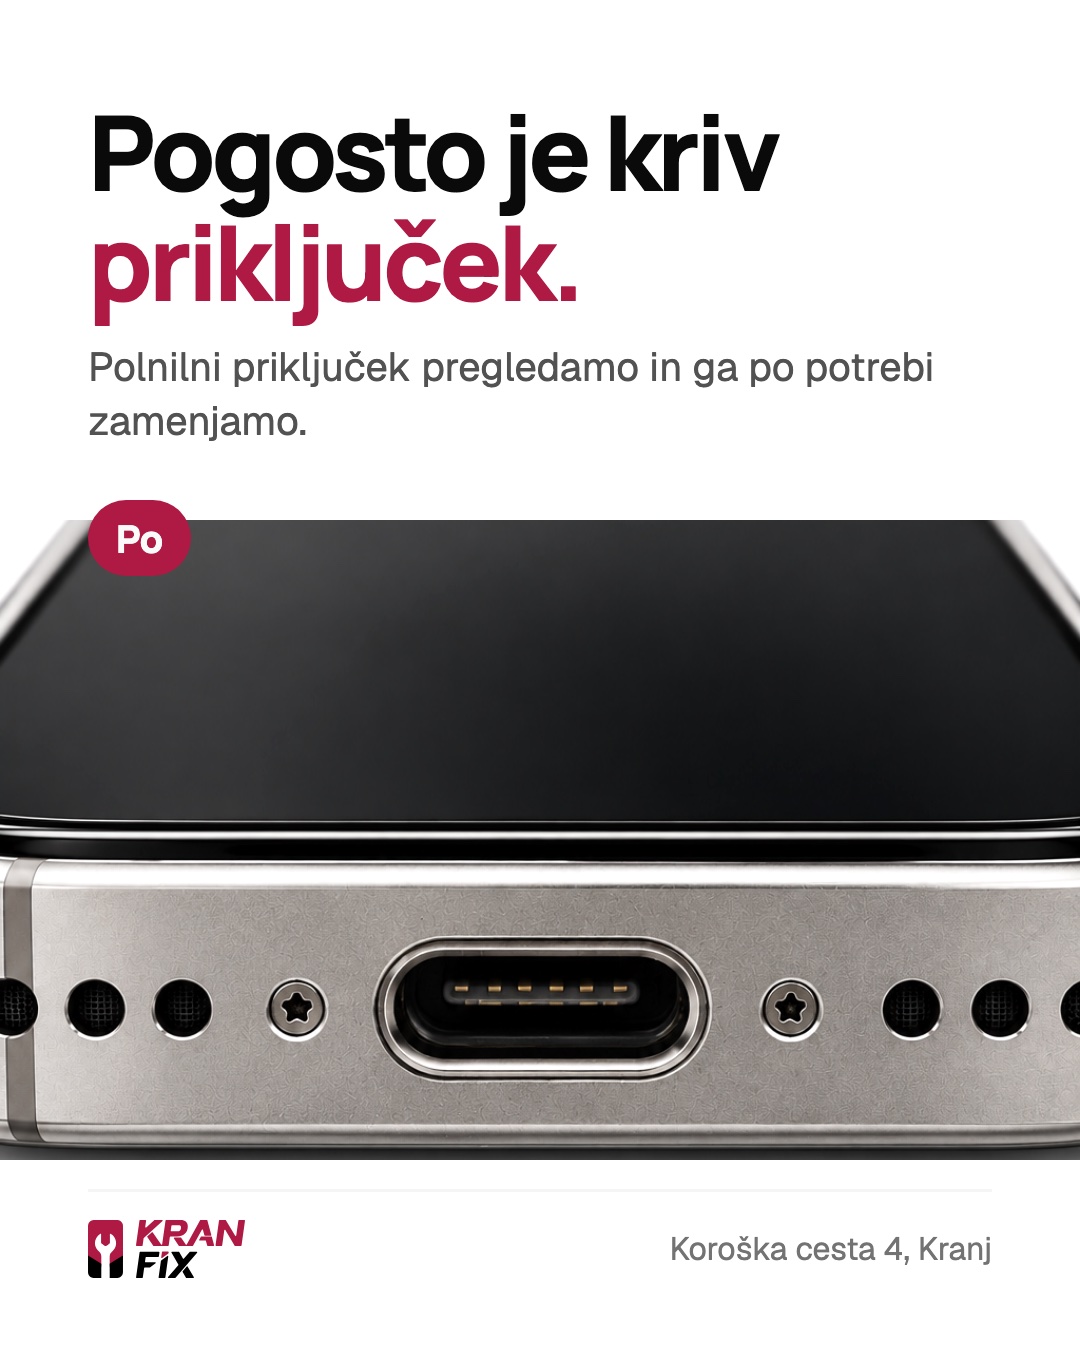 Pogosto je kriv
priključek.
Polnilni priključek pregledamo in ga po potrebi
zamenjamo.
Po
KRAN
FIX
Koroška cesta 4, Kranj